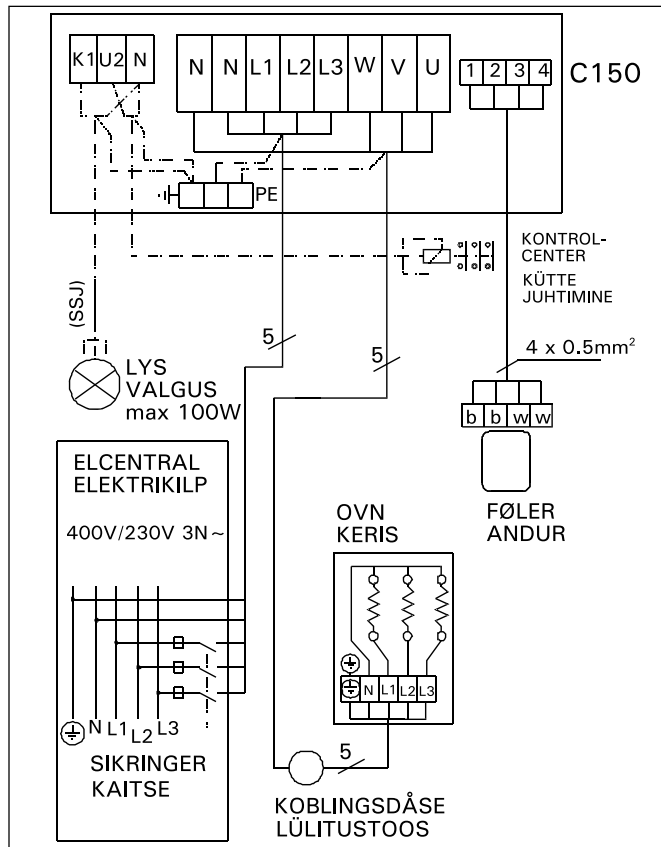 K1 U2 N
N N L1 L2 L3 W V U
1 2 3 4
C150
PE
KONTROL-
CENTER
KÜTTE
JUHTIMINE
(SSJ)
5
5
4 x 0.5mm²
LYS
VALGUS
max 100W
b b w w
FØLER
ANDUR
ELCENTRAL
ELEKTRIKILP
400V/230V 3N~
OVN
KERIS
N L1 L2 L3
N L1 L2 L3
SIKRINGER
KAITSE
5
KOBLINGSDÅSE
LÜLITUSTOOS